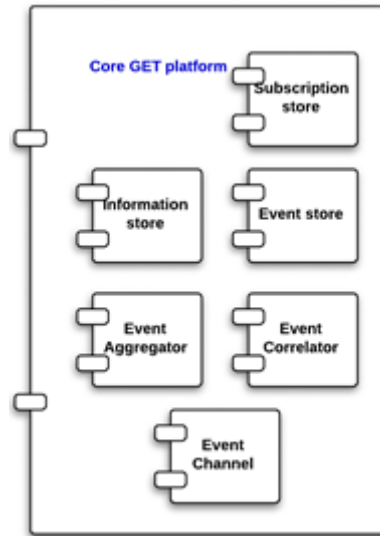 Core GET platform
Subscription
store
Information
store
Event store
Event
Aggregator
Event
Correlator
Event
Channel